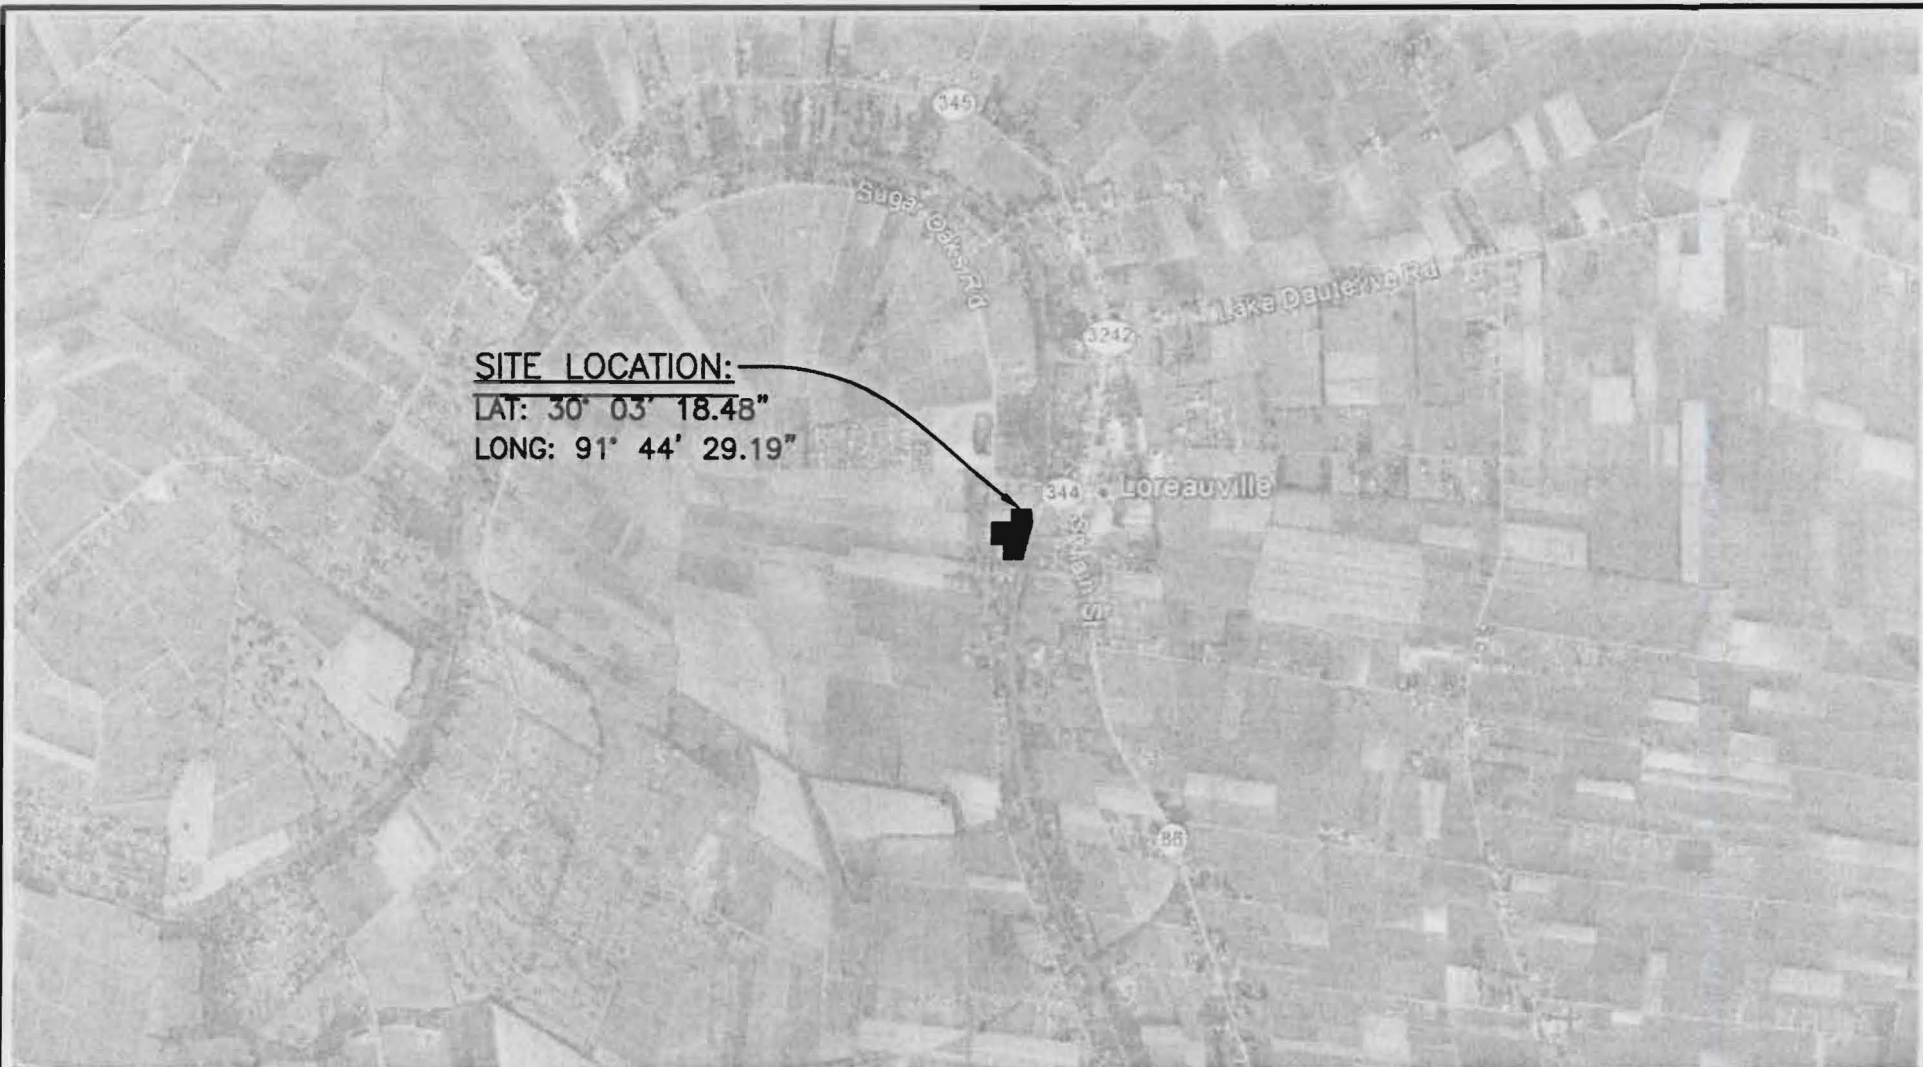 345
Sugar Oaks Rd
Lake Dauterive Rd
3242
SITE LOCATION:
LAT: 30° 03' 18.48"
LONG: 91° 44' 29.19"
344
Loreauville
S Main St
86